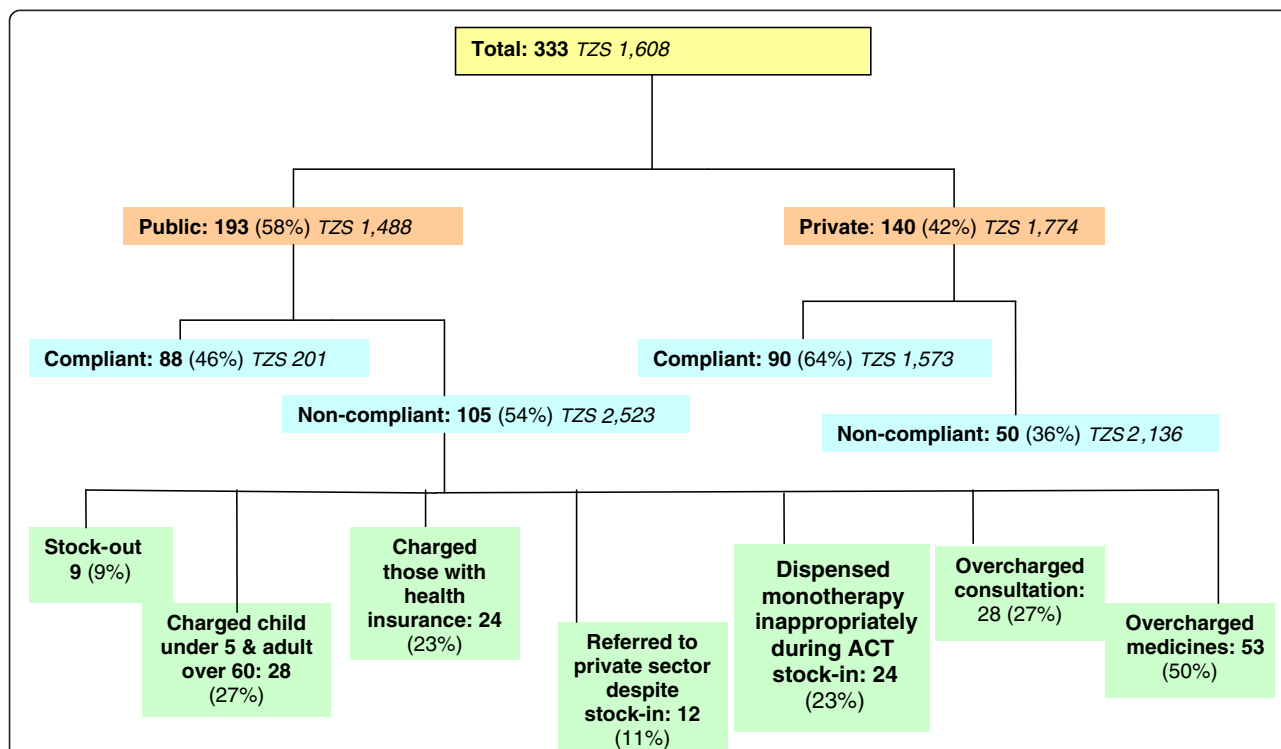 Total: 333 TZS 1,608
Public: 193 (58%) TZS 1,488
Private: 140 (42%) TZS 1,774
Compliant: 88 (46%) TZS 201
Compliant: 90 (64%) TZS 1,573
Non-compliant: 105 (54%) TZS 2,523
Non-compliant: 50 (36%) TZS 2,136
Stock-out
9 (9%)
Charged child
under 5 & adult
over 60: 28
(27%)
Charged
those with
health
insurance: 24
(23%)
Referred to
private sector
despite
stock-in: 12
(11%)
Dispensed
monotherapy
inappropriately
during ACT
stock-in: 24
(23%)
Overcharged
consultation:
28 (27%)
Overcharged
medicines: 53
(50%)